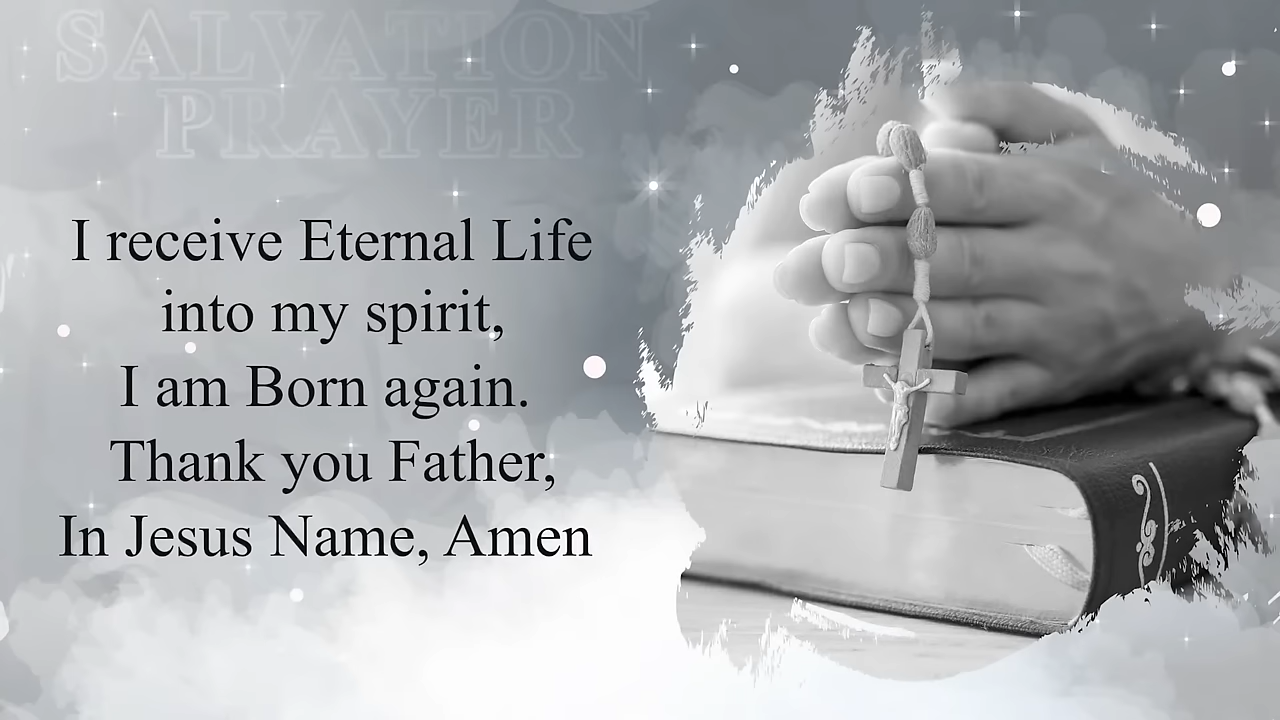 SALVATION
PRAYER
I receive Eternal Life
into my spirit,
I am Born again.
Thank you Father,
In Jesus Name, Amen